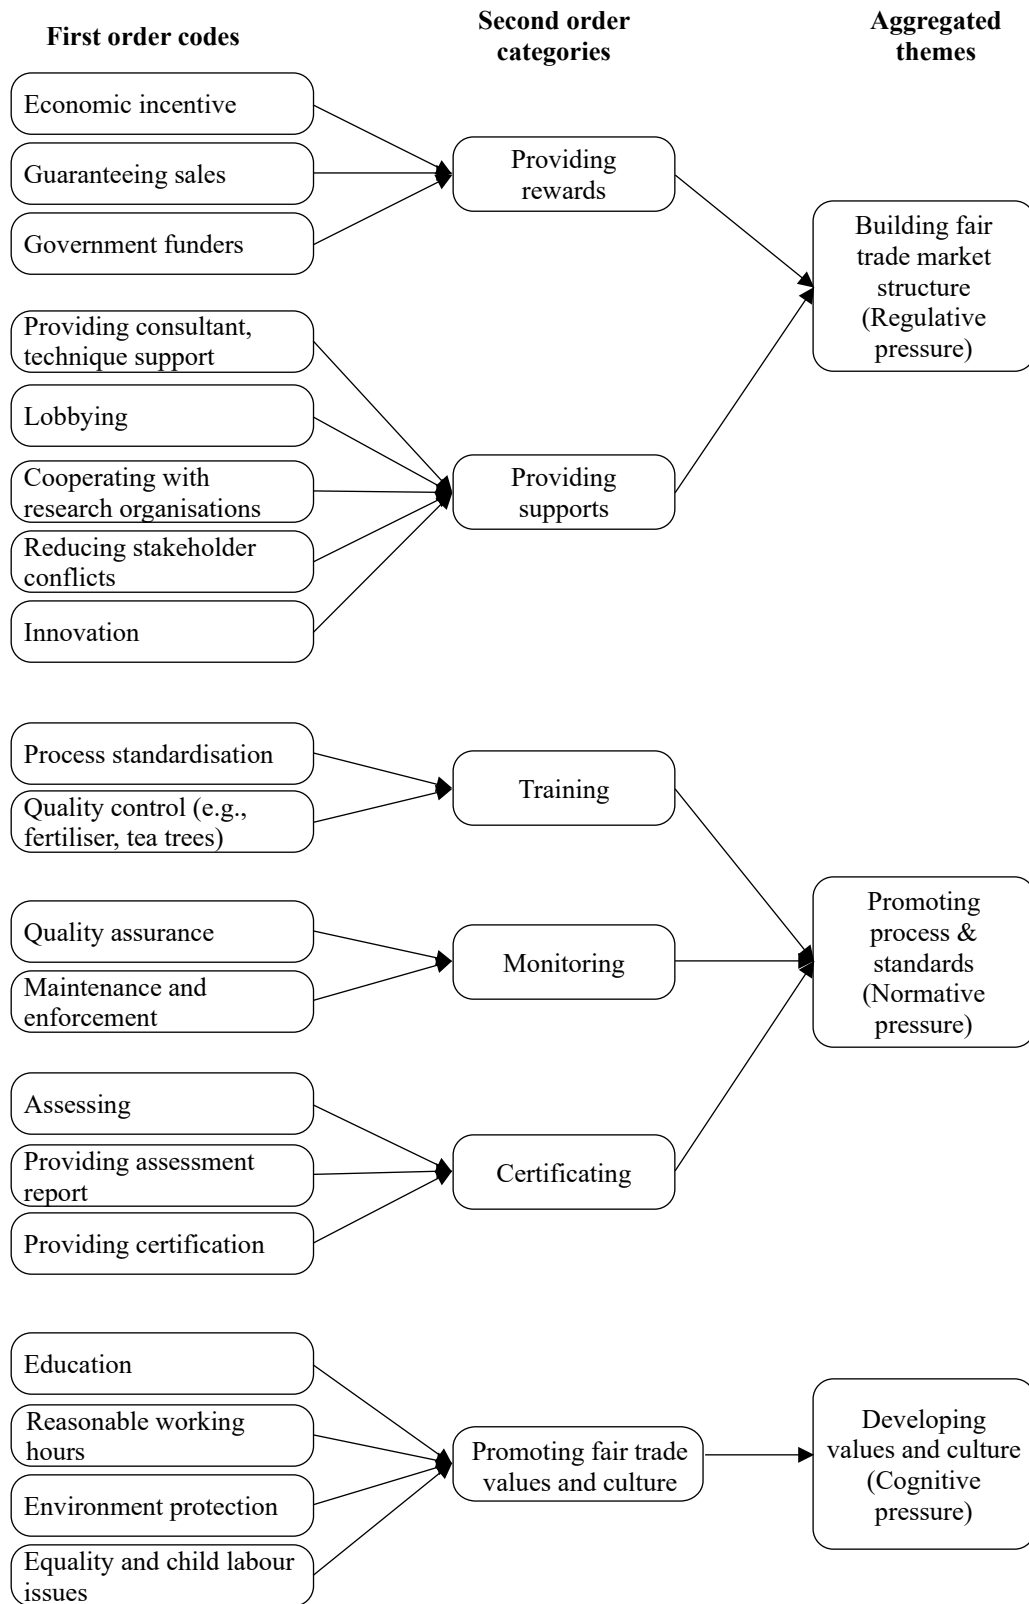 First order codes
Second order
categories
Aggregated
themes
Economic incentive
Guaranteeing sales
Government funders
Providing
rewards
Building fair
trade market
structure
(Regulative
pressure)
Providing consultant,
technique support
Lobbying
Cooperating with
research organisations
Reducing stakeholder
conflicts
Innovation
Providing
supports
Process standardisation
Quality control (e.g.,
fertiliser, tea trees)
Training
Quality assurance
Maintenance and
enforcement
Monitoring
Promoting
process &
standards
(Normative
pressure)
Assessing
Providing assessment
report
Providing certification
Certificating
Education
Reasonable working
hours
Environment protection
Equality and child labour
issues
Promoting fair trade
values and culture
Developing
values and culture
(Cognitive
pressure)